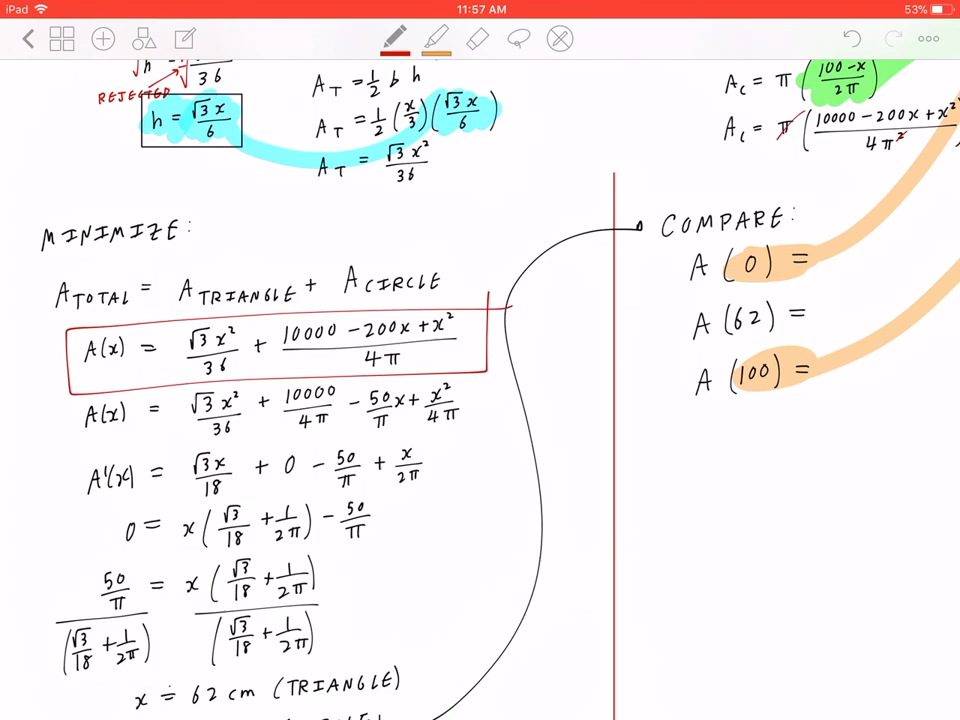 iPad 11:57 AM 53%
√h = 36
REJECTED
h = √3 x / 6
A_T = 1/2 b h
A_T = 1/2 (x/3) (√3 x / 6)
A_T = √3 x² / 36
A_c = π (100-x / 2π)
A_c = π (10000 - 200x + x² / 4π²
MINIMIZE:
A_TOTAL = A_TRIANGLE + A_CIRCLE
A(x) = √3 x² / 36 + 10000 - 200x + x² / 4π
A(x) = √3 x² / 36 + 10000 / 4π - 50x / π + x² / 4π
A'(x) = √3x / 18 + 0 - 50 / π + x / 2π
0 = x (√3 / 18 + 1 / 2π) - 50 / π
50 / π = x (√3 / 18 + 1 / 2π)
(√3 / 18 + 1 / 2π) (√3 / 18 + 1 / 2π)
x ≐ 62 cm (TRIANGLE)
COMPARE:
A (0) =
A (62) =
A (100) =